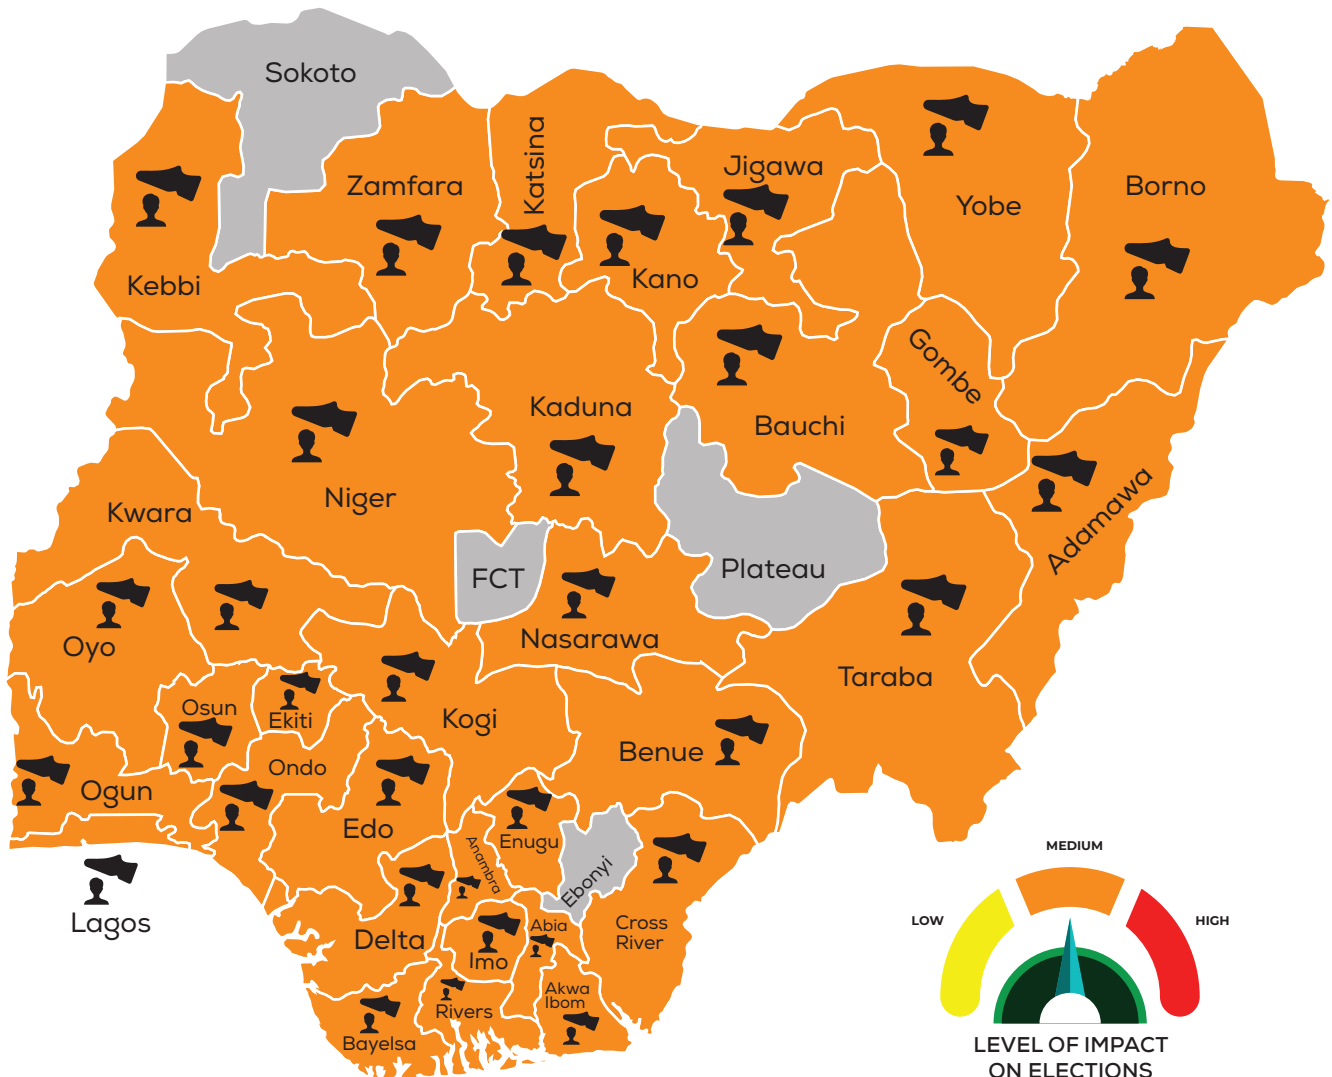 Sokoto
Katsina
Jigawa
Zamfara
Borno
Yobe
Kebbi
Kano
Gombe
Kaduna
Bauchi
Niger
Kwara
Adamawa
Plateau
FCT
Nasarawa
Oyo
Taraba
Osun
Ekiti
Kogi
Benue
Ondo
Ogun
Edo
Enugu
Anambra
Ebonyi
Lagos
Delta
Abia
Cross
River
Imo
Akwa
Ibom
Rivers
Bayelsa
MEDIUM
LOW
HIGH
LEVEL OF IMPACT
ON ELECTIONS